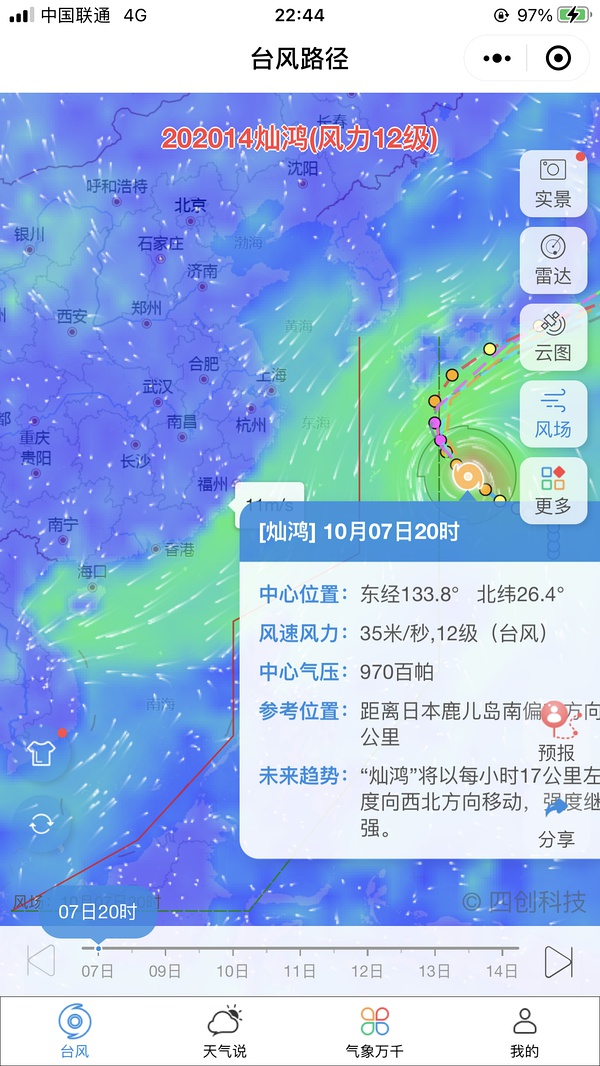 中国联通 4G 22:44 97%
台风路径
202014灿鸿(风力12级)
长春
沈阳
呼和浩特
北京
实景
银川
石家庄
渤海
济南
雷达
西安
郑州
黄海
云图
合肥
上海
武汉
杭州
东海
南昌
风场
重庆
贵阳
长沙
福州
11m/s
更多
南宁
香港
海口
南海
[灿鸿] 10月07日20时
中心位置： 东经133.8° 北纬26.4°
风速风力： 35米/秒,12级（台风）
中心气压： 970百帕
参考位置： 距离日本鹿儿岛南偏
方向
公里
预报
未来趋势： “灿鸿”将以每小时17公里左
度向西北方向移动，强度继
强。
分享
© 四创科技
07日20时
07日 09日 10日 11日 12日 13日 14日
台风 天气说 气象万千 我的